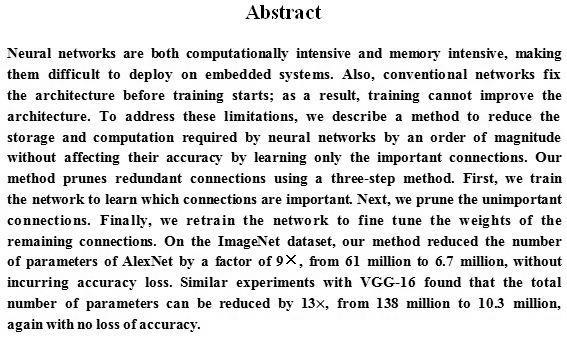 Abstract
Neural networks are both computationally intensive and memory intensive, making
them difficult to deploy on embedded systems. Also, conventional networks fix
the architecture before training starts; as a result, training cannot improve the
architecture. To address these limitations, we describe a method to reduce the
storage and computation required by neural networks by an order of magnitude
without affecting their accuracy by learning only the important connections. Our
method prunes redundant connections using a three-step method. First, we train
the network to learn which connections are important. Next, we prune the unimportant
connections. Finally, we retrain the network to fine tune the weights of the
remaining connections. On the ImageNet dataset, our method reduced the number
of parameters of AlexNet by a factor of 9×, from 61 million to 6.7 million, without
incurring accuracy loss. Similar experiments with VGG-16 found that the total
number of parameters can be reduced by 13×, from 138 million to 10.3 million,
again with no loss of accuracy.